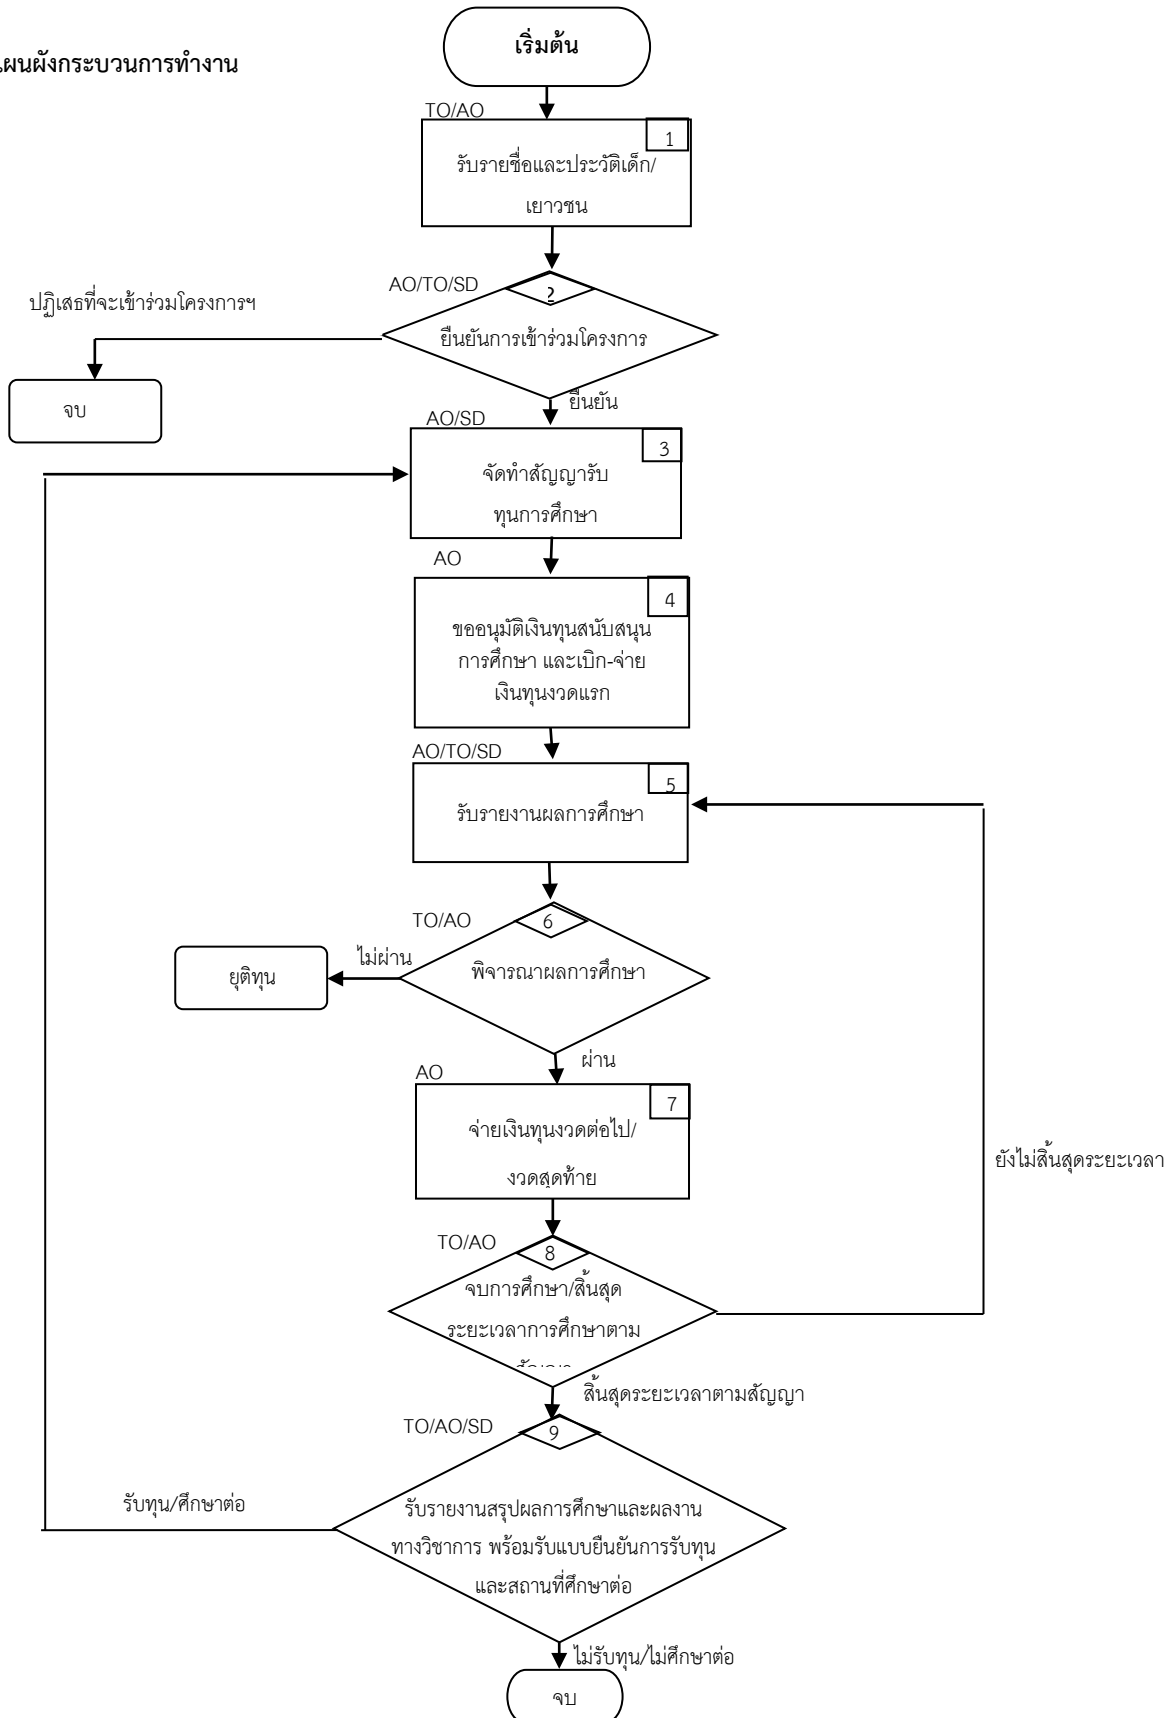 เริ่มต้น
แผนผังกระบวนการทำงาน
TO/AO
1
รับรายชื่อและประวัติเด็ก/
เยาวชน
AO/TO/SD
2
ปฏิเสธที่จะเข้าร่วมโครงการฯ
ยืนยันการเข้าร่วมโครงการ
จบ
ยืนยัน
AO/SD
3
จัดทำสัญญารับ
ทุนการศึกษา
AO
4
ขออนุมัติเงินทุนสนับสนุน
การศึกษา และเบิก-จ่าย
เงินทุนงวดแรก
AO/TO/SD
5
รับรายงานผลการศึกษา
TO/AO
6
ไม่ผ่าน
พิจารณาผลการศึกษา
ยุติทุน
ผ่าน
AO
7
จ่ายเงินทุนงวดต่อไป/
งวดสุดท้าย
ยังไม่สิ้นสุดระยะเวลา
TO/AO
8
จบการศึกษา/สิ้นสุด
ระยะเวลาการศึกษาตาม
สัญญา
สิ้นสุดระยะเวลาตามสัญญา
TO/AO/SD
9
รับทุน/ศึกษาต่อ
รับรายงานสรุปผลการศึกษาและผลงาน
ทางวิชาการ พร้อมรับแบบยืนยันการรับทุน
และสถานที่ศึกษาต่อ
ไม่รับทุน/ไม่ศึกษาต่อ
จบ